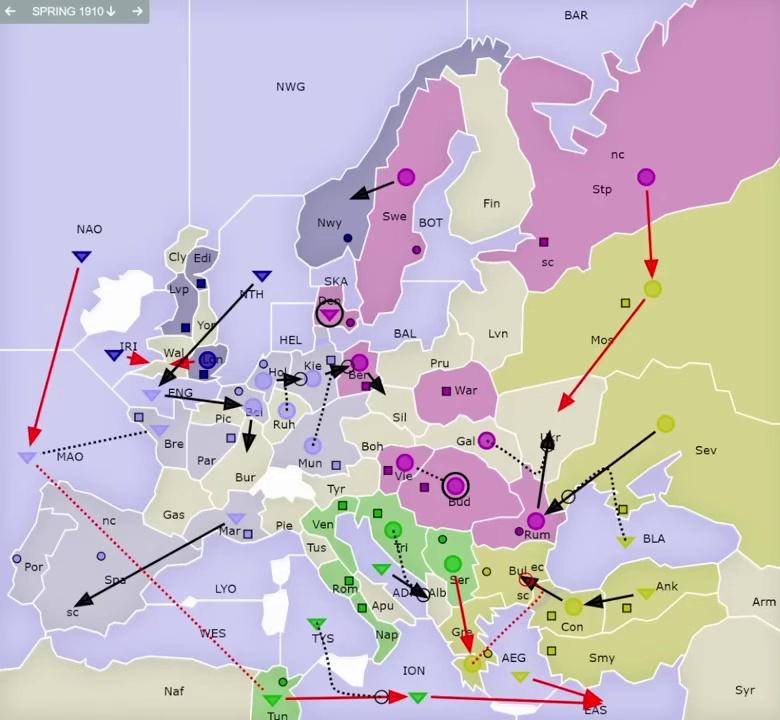 ← SPRING 1910↓ →
BAR
NWG
nc
Stp
Fin
NAO
Nwy
Swe
BOT
Cly
Edi
sc
SKA
Den
NTH
Lvp
Yor
HEL
BAL
Lvn
Mos
IRI
Wal
Lon
Hol
Kie
Ber
Pru
War
ENG
Bel
Sil
Pic
Ruh
Bre
Gal
Ukr
Sev
MAO
Par
Mun
Boh
Bur
Vie
Bud
Tyr
Gas
nc
Mar
Pie
Ven
Tri
Rum
BLA
Tus
Por
Spa
Ser
Bul
ec
sc
Ank
LYO
Rom
AD
Alb
Arm
sc
Apu
Con
WES
Nap
Gre
TYS
AEG
Smy
ION
Naf
Syr
Tun
EAS